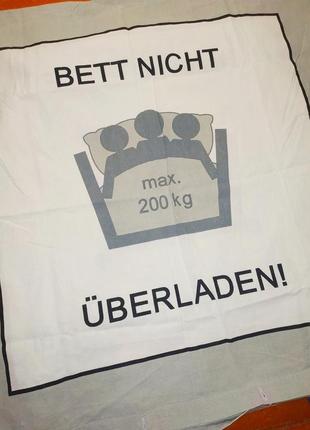 BETT NICHT
max.
200 kg
ÜBERLADEN!